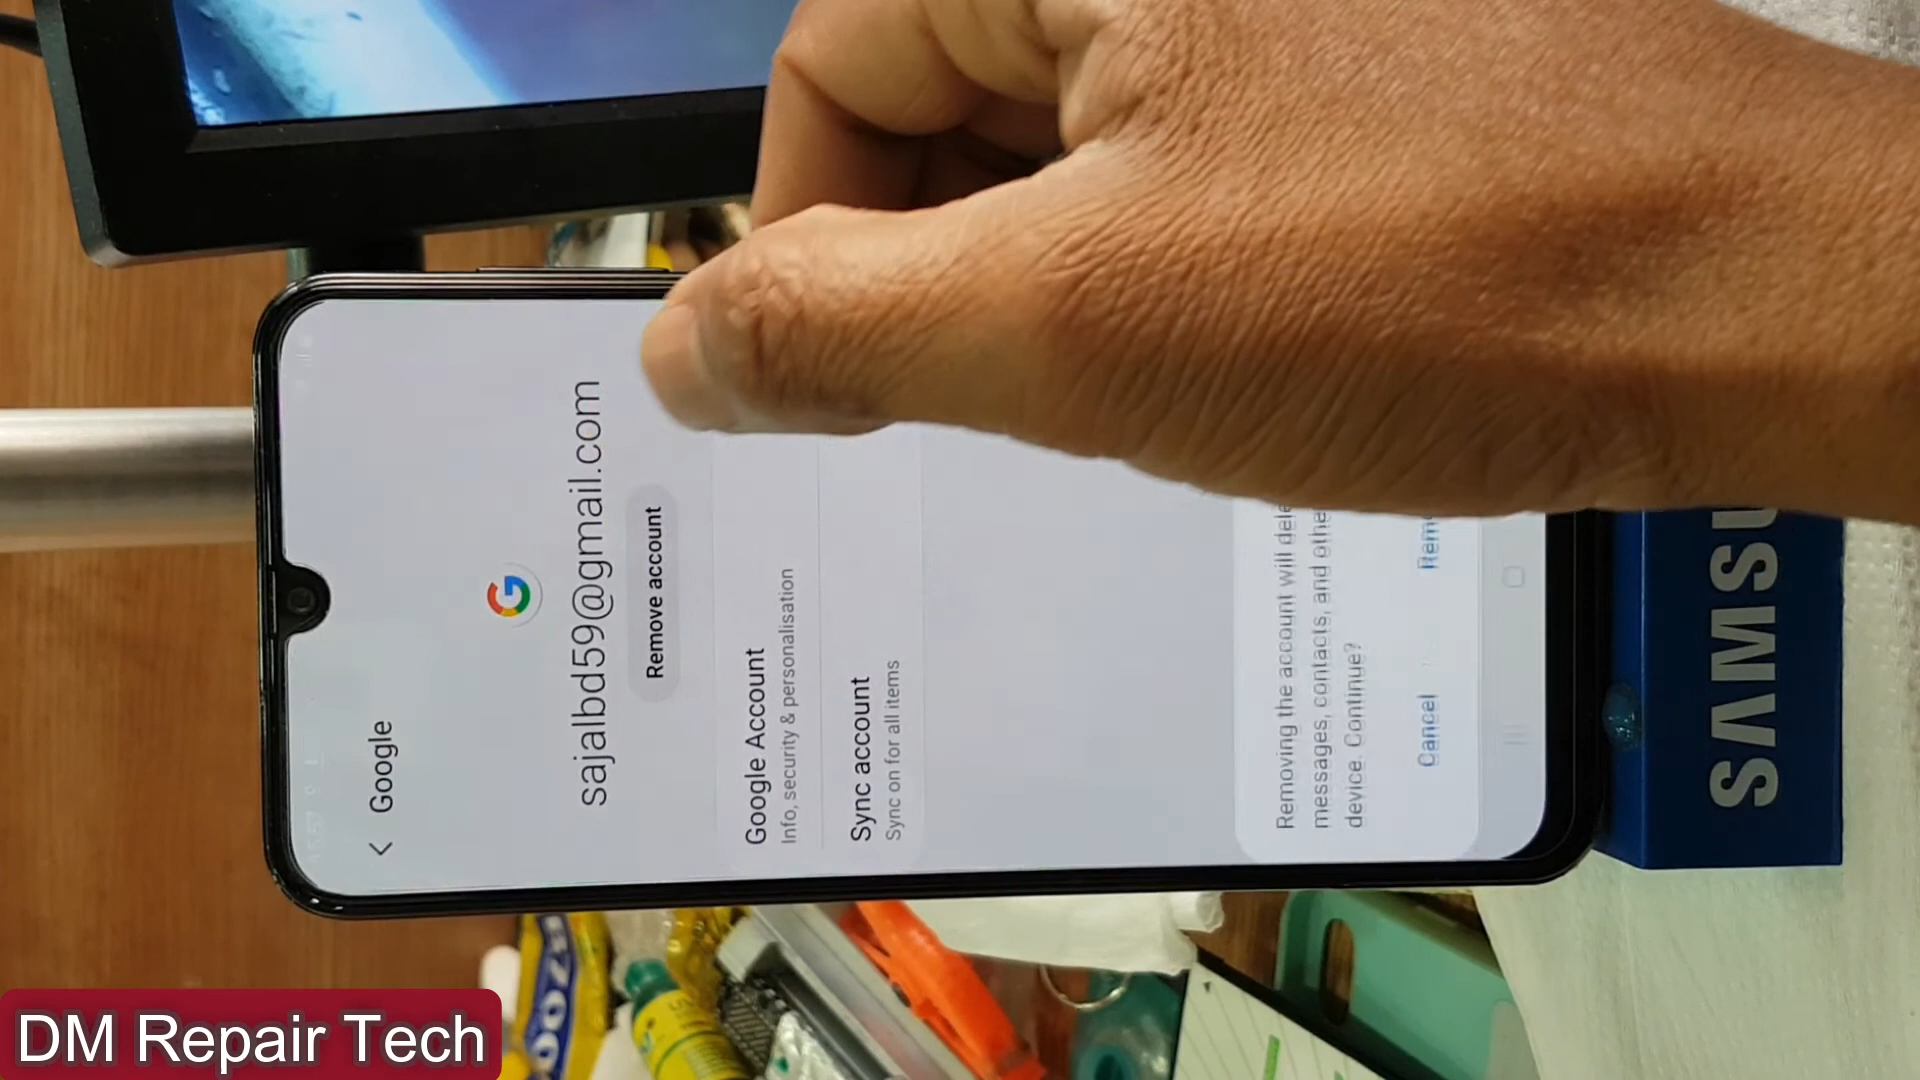 Google
sajalbd59@gmail.com
Remove account
Google Account
Info, security & personalisation
Sync account
Sync on for all items
Removing the account will
messages, contacts, and
device. Continue?
Cancel
SAMSU
DM Repair Tech